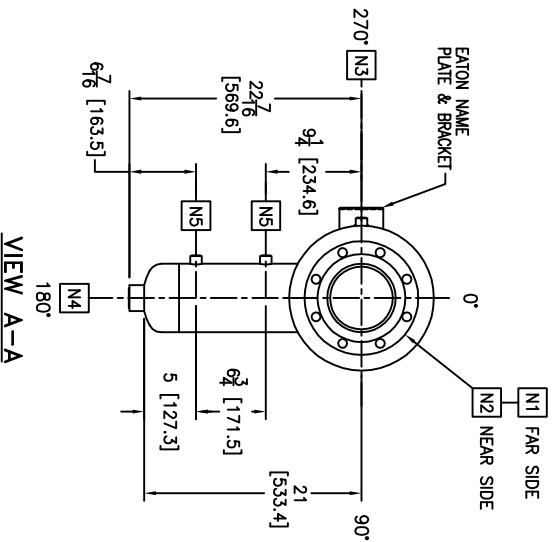 EATON NAME
PLATE & BRACKET
270°
N3
0°
90°
180°
N1 FAR SIDE
N2 NEAR SIDE
N5
N5
N4
22 7/16
[569.6]
9 1/4 [234.6]
6 7/16 [163.5]
6 3/4 [171.5]
5 [127.3]
21
[533.4]
VIEW A-A